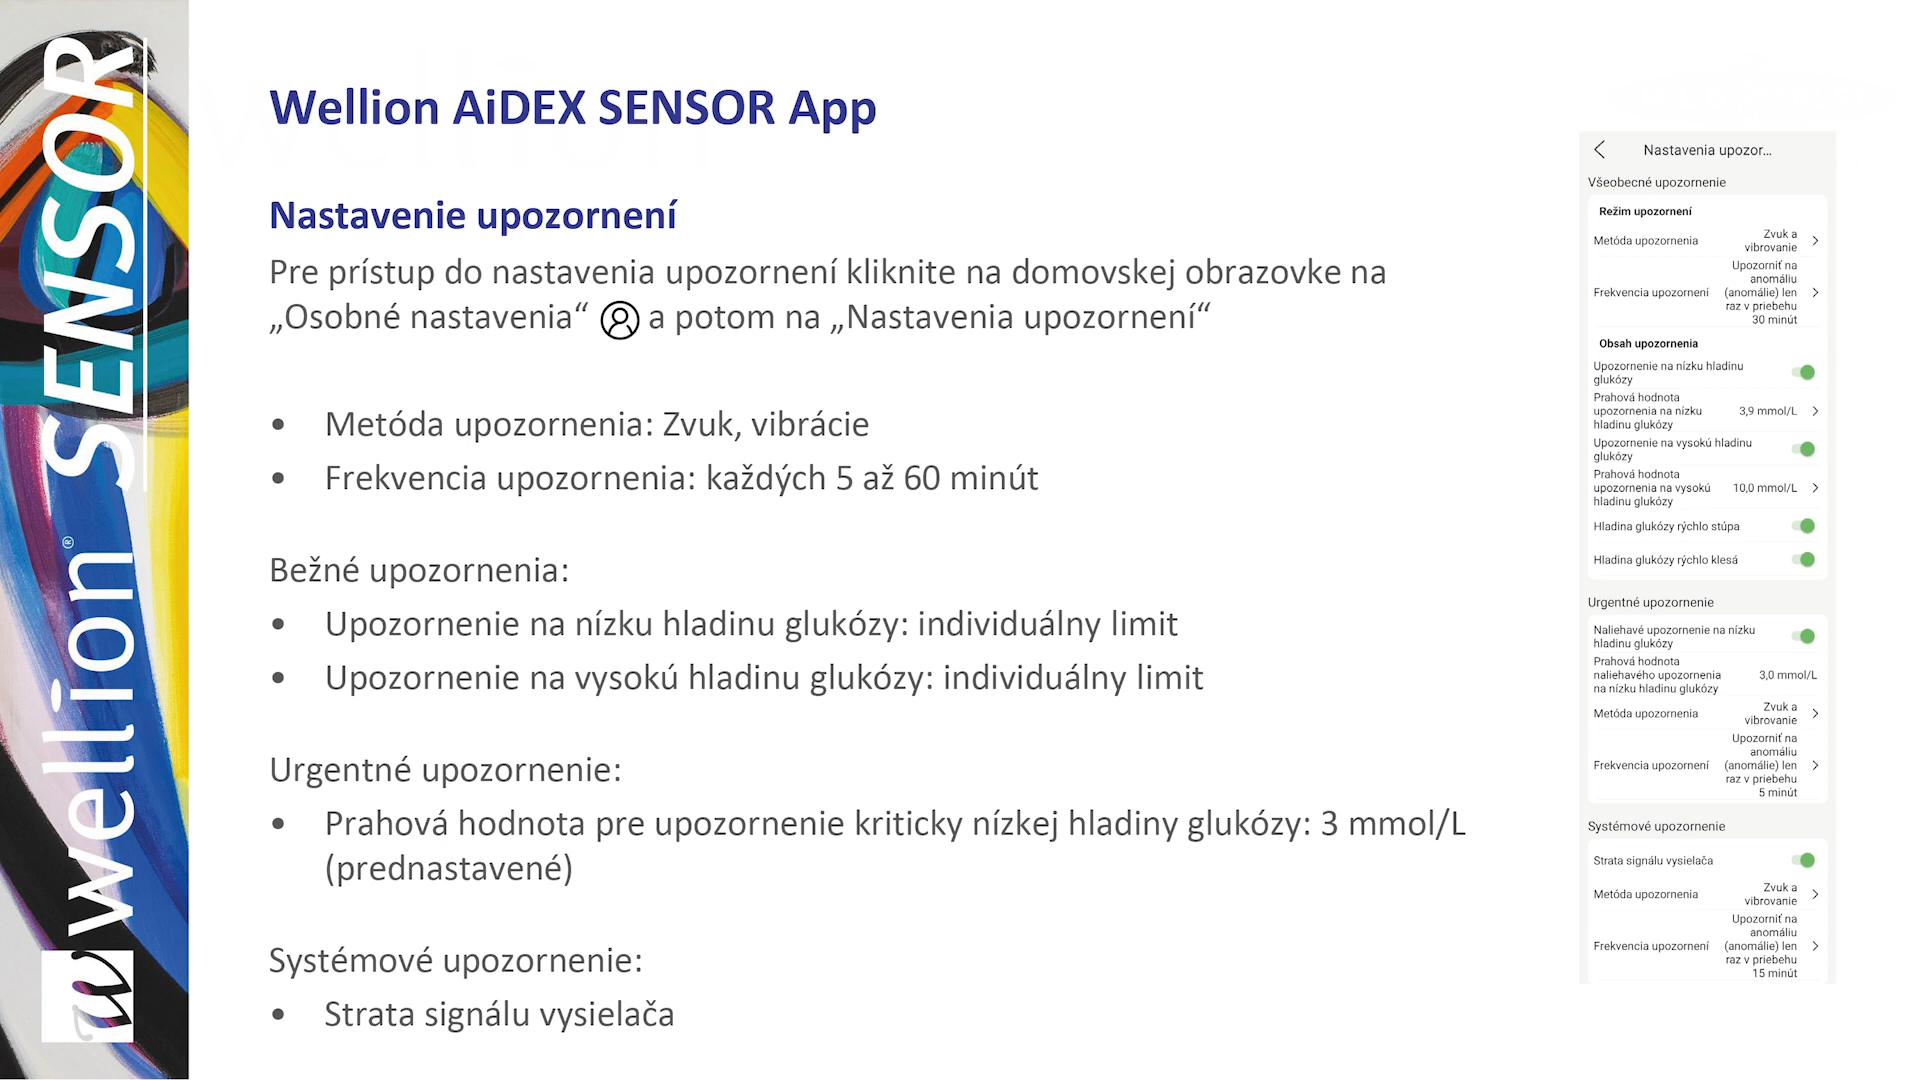 wellion® SENSOR
Wellion AiDEX SENSOR App
Nastavenie upozornení
Pre prístup do nastavenia upozornení kliknite na domovskej obrazovke na
„Osobné nastavenia“ a potom na „Nastavenia upozornení“
• Metóda upozornenia: Zvuk, vibrácie
• Frekvencia upozornenia: každých 5 až 60 minút
Bežné upozornenia:
• Upozornenie na nízku hladinu glukózy: individuálny limit
• Upozornenie na vysokú hladinu glukózy: individuálny limit
Urgentné upozornenie:
• Prahová hodnota pre upozornenie kriticky nízkej hladiny glukózy: 3 mmol/L
(prednastavené)
Systémové upozornenie:
• Strata signálu vysielača
Nastavenia upozor...
Všeobecné upozornenie
Režim upozornení
Metóda upozornenia
Zvuk a
vibrovanie
Frekvencia upozornení
Upozorniť na
anomáliu
(anomálie) len
raz v priebehu
30 minút
Obsah upozornenia
Upozornenie na nízku hladinu
glukózy
Prahová hodnota
upozornenia na nízku
hladinu glukózy
3,9 mmol/L
Upozornenie na vysokú hladinu
glukózy
Prahová hodnota
upozornenia na vysokú
hladinu glukózy
10,0 mmol/L
Hladina glukózy rýchlo stúpa
Hladina glukózy rýchlo klesá
Urgentné upozornenie
Naliehavé upozornenie na nízku
hladinu glukózy
Prahová hodnota
naliehavého upozornenia
na nízku hladinu glukózy
3,0 mmol/L
Metóda upozornenia
Zvuk a
vibrovanie
Frekvencia upozornení
Upozorniť na
anomáliu
(anomálie) len
raz v priebehu
5 minút
Systémové upozornenie
Strata signálu vysielača
Metóda upozornenia
Zvuk a
vibrovanie
Frekvencia upozornení
Upozorniť na
anomáliu
(anomálie) len
raz v priebehu
15 minút